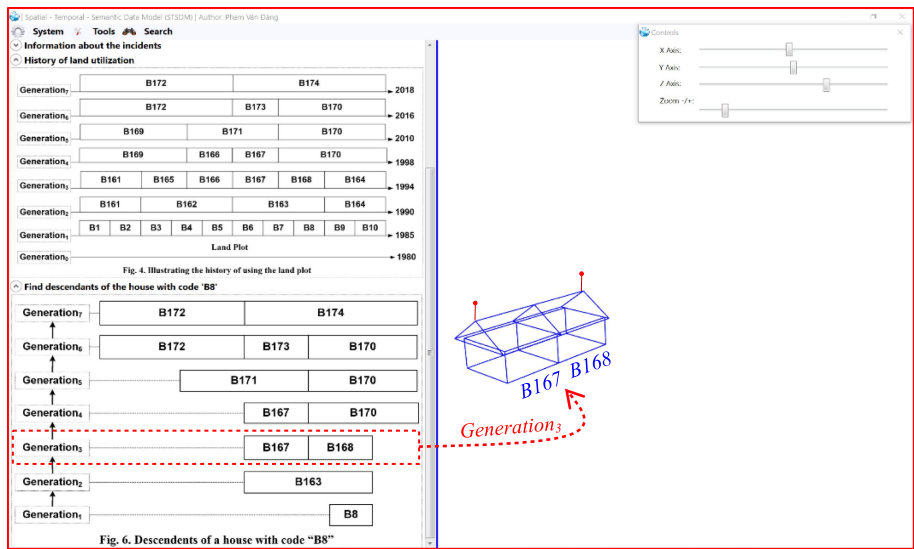 | Spatial - Temporal - Semantic Data Model (STSDM) | Author: Pham Văn Đăng
System Tools Search
Information about the incidents
History of land utilization
Generation7 B172 B174 2018
Generation6 B172 B173 B170 2016
Generation5 B169 B171 B170 2010
Generation4 B169 B166 B167 B170 1998
Generation3 B161 B165 B166 B167 B168 B164 1994
Generation2 B161 B162 B163 B164 1990
Generation1 B1 B2 B3 B4 B5 B6 B7 B8 B9 B10 1985
Land Plot
Generation0 1980
Fig. 4. Illustrating the history of using the land plot
Find descendants of the house with code 'B8'
Generation7 B172 B174
Generation6 B172 B173 B170
Generation5 B171 B170
Generation4 B167 B170
Generation3 B167 B168
Generation2 B163
Generation1 B8
Fig. 6. Descendents of a house with code “B8”
Controls
X Axis:
Y Axis:
Z Axis:
Zoom -/+:
B167 B168
Generation3